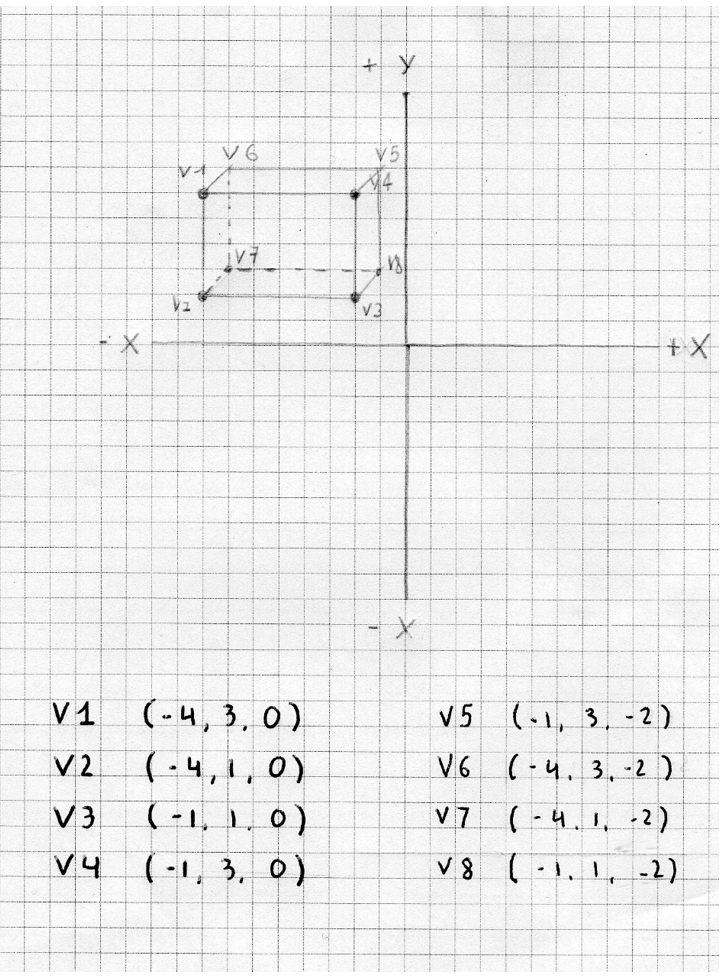 + Y
V6 V5
V1 V4
V7 V8
V2 V3
- X + X
- X
V1 (-4, 3, 0) V5 (-1, 3, -2)
V2 (-4, 1, 0) V6 (-4, 3, -2)
V3 (-1, 1, 0) V7 (-4, 1, -2)
V4 (-1, 3, 0) V8 (-1, 1, -2)